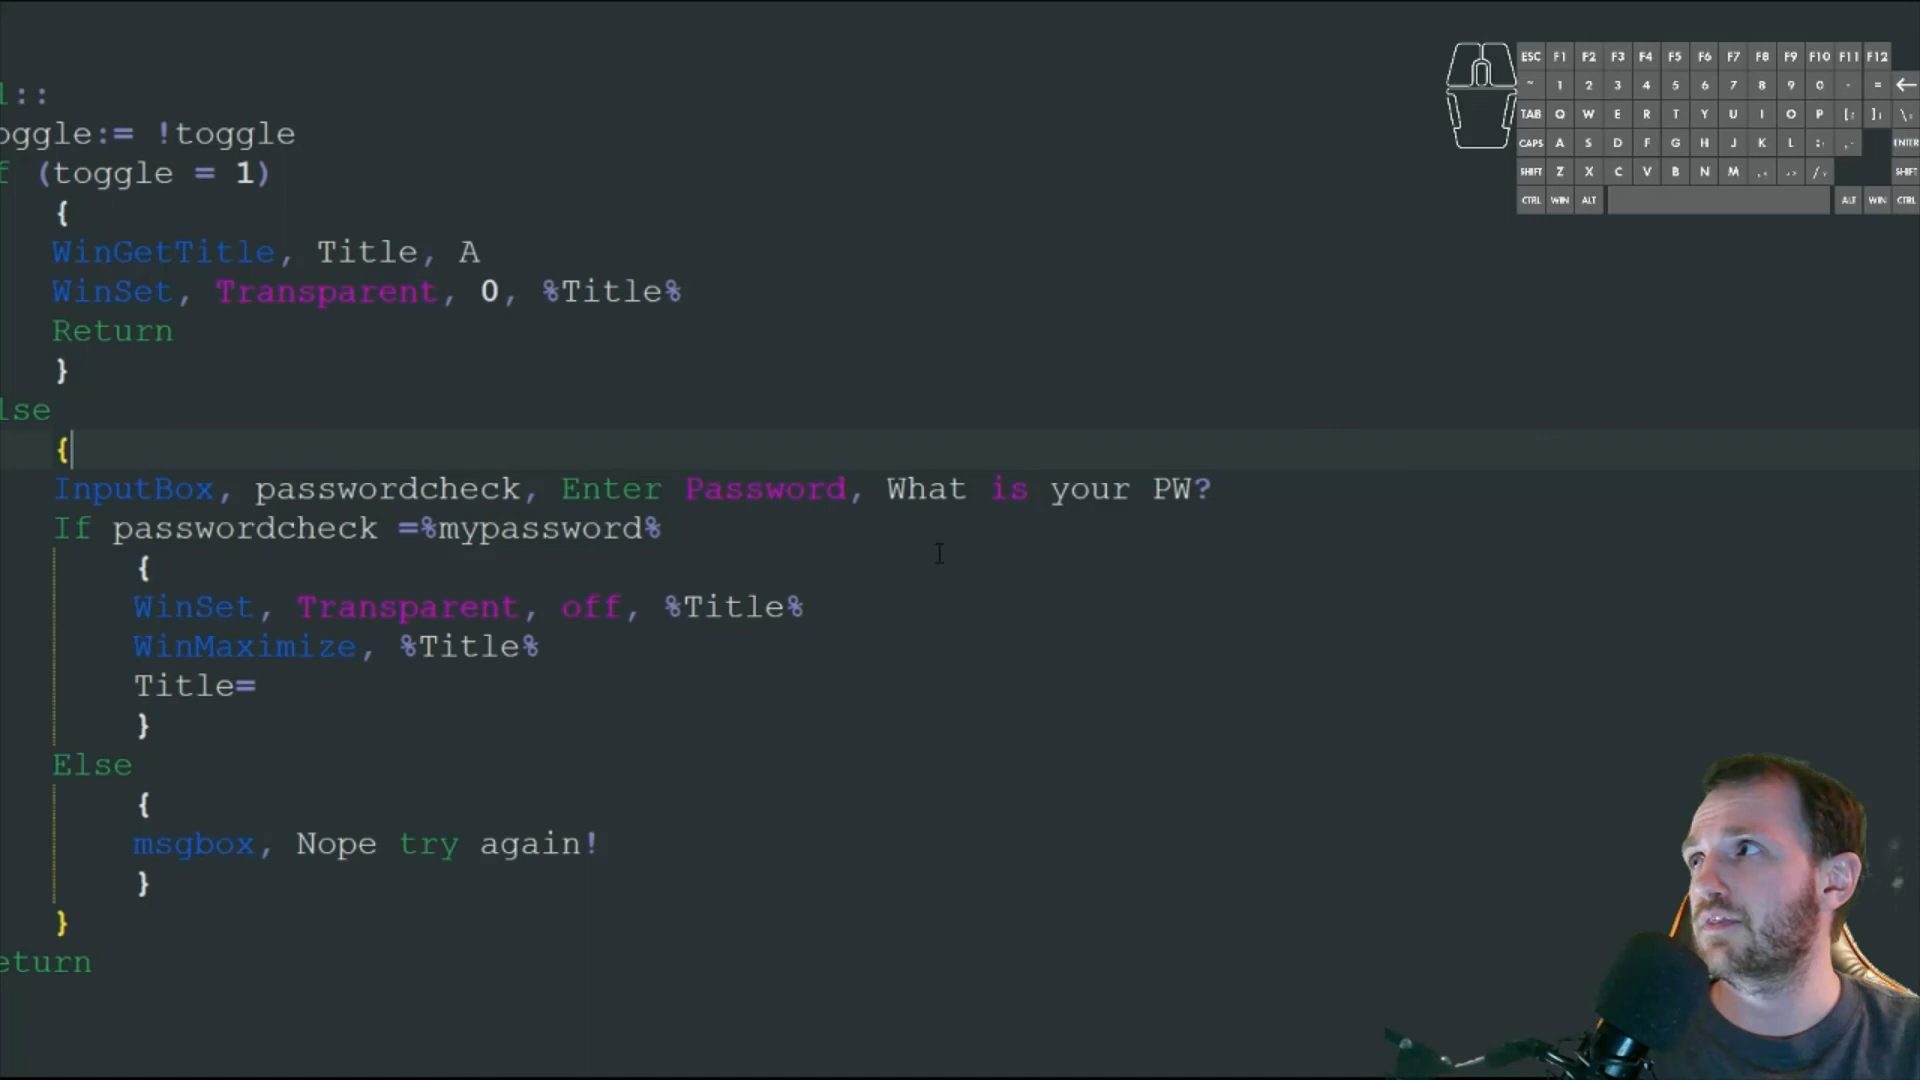 ::
oggle:= !toggle
f (toggle = 1)
{
WinGetTitle, Title, A
WinSet, Transparent, 0, %Title%
Return
}
lse
{
InputBox, passwordcheck, Enter Password, What is your PW?
If passwordcheck =%mypassword%
{
WinSet, Transparent, off, %Title%
WinMaximize, %Title%
Title=
}
Else
{
msgbox, Nope try again!
}
}
eturn
ESC F1 F2 F3 F4 F5 F6 F7 F8 F9 F10 F11 F12
~ 1 2 3 4 5 6 7 8 9 0 - = ←
TAB Q W E R T Y U I O P
CAPS A S D F G H J K L ENTER
SHIFT Z X C V B N M SHIFT
CTRL WIN ALT ALT WIN CTRL